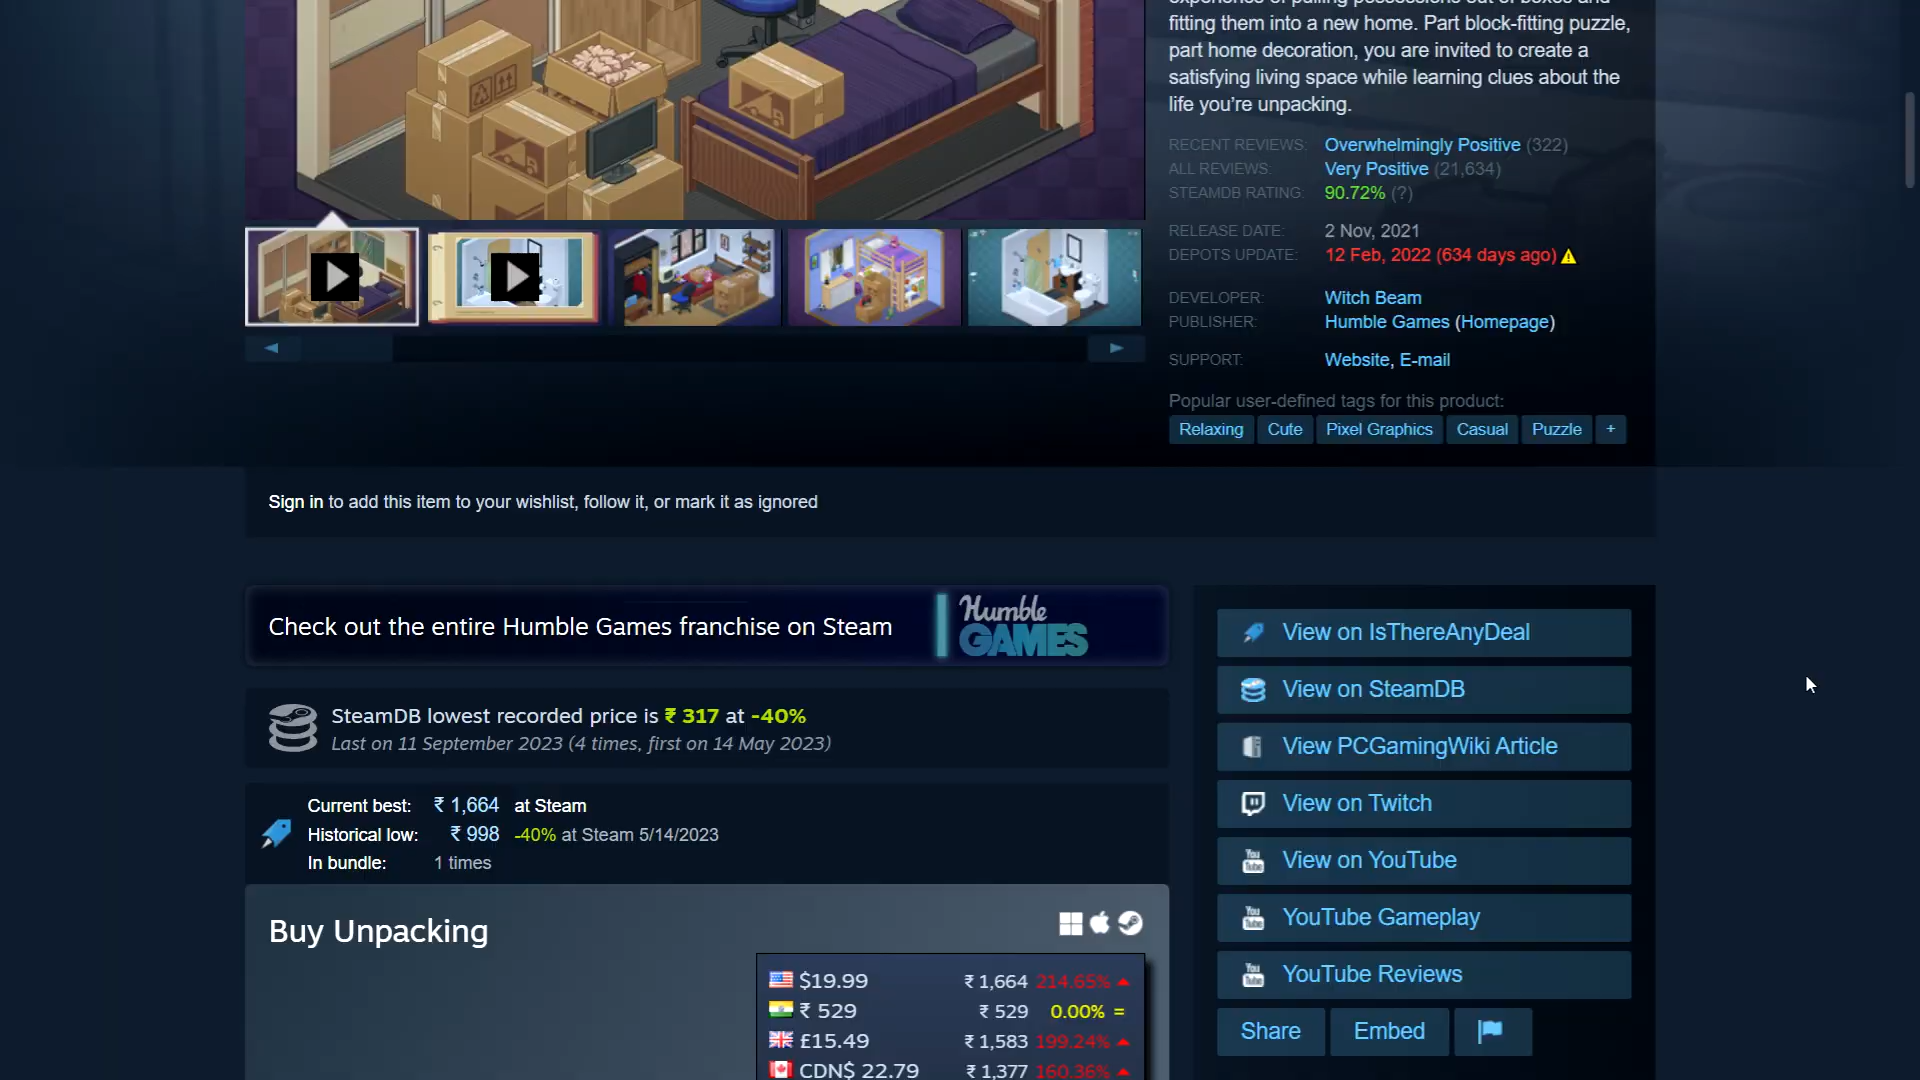 fitting them into a new home. Part block-fitting puzzle,
part home decoration, you are invited to create a
satisfying living space while learning clues about the
life you’re unpacking.
RECENT REVIEWS: Overwhelmingly Positive (322)
ALL REVIEWS: Very Positive (21,634)
STEAMDB RATING: 90.72% (?)
RELEASE DATE: 2 Nov, 2021
DEPOTS UPDATE: 12 Feb, 2022 (634 days ago)
DEVELOPER: Witch Beam
PUBLISHER: Humble Games (Homepage)
SUPPORT: Website, E-mail
Popular user-defined tags for this product:
Relaxing Cute Pixel Graphics Casual Puzzle +
Sign in to add this item to your wishlist, follow it, or mark it as ignored
Check out the entire Humble Games franchise on Steam
Humble
GAMES
SteamDB lowest recorded price is ₹ 317 at -40%
Last on 11 September 2023 (4 times, first on 14 May 2023)
Current best: ₹ 1,664 at Steam
Historical low: ₹ 998 -40% at Steam 5/14/2023
In bundle: 1 times
Buy Unpacking
$19.99 ₹ 1,664 214.65%
₹ 529 ₹ 529 0.00% =
£15.49 ₹ 1,583 199.24%
CDN$ 22.79 ₹ 1,377 160.36%
View on IsThereAnyDeal
View on SteamDB
View PCGamingWiki Article
View on Twitch
You Tube View on YouTube
You Tube YouTube Gameplay
You Tube YouTube Reviews
Share Embed